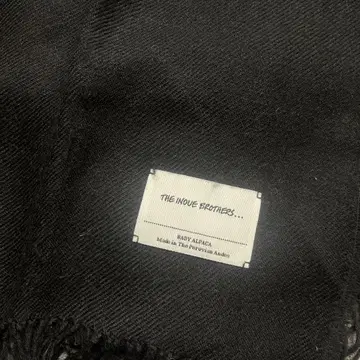 THE INOUE BROTHERS...
BABY ALPACA
Made in The Peruvian Andes